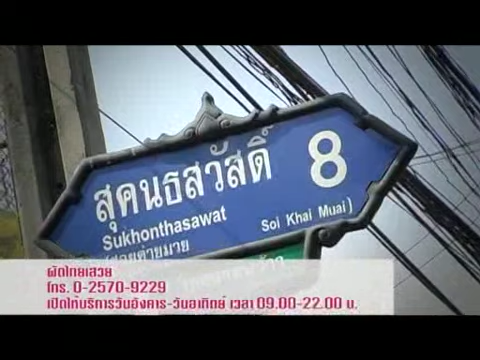 สุคนธสวัสดิ์ 8
Sukhonthasawat Soi Khai Muai)
ผัดไทยเสวย
โทร. 0-2570-9229
เปิดให้บริการวันอังคาร-วันอาทิตย์ เวลา 09.00-22.00 น.